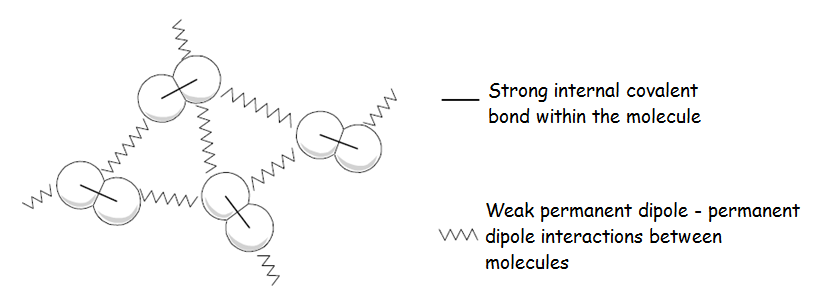 Strong internal covalent
bond within the molecule
Weak permanent dipole - permanent
dipole interactions between
molecules